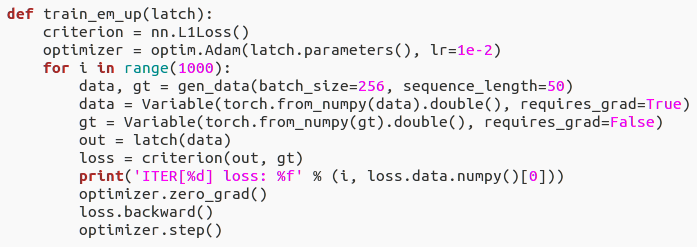 def train_em_up(latch):
    criterion = nn.L1Loss()
    optimizer = optim.Adam(latch.parameters(), lr=1e-2)
    for i in range(1000):
        data, gt = gen_data(batch_size=256, sequence_length=50)
        data = Variable(torch.from_numpy(data).double(), requires_grad=True)
        gt = Variable(torch.from_numpy(gt).double(), requires_grad=False)
        out = latch(data)
        loss = criterion(out, gt)
        print('ITER[%d] loss: %f' % (i, loss.data.numpy()[0]))
        optimizer.zero_grad()
        loss.backward()
        optimizer.step()